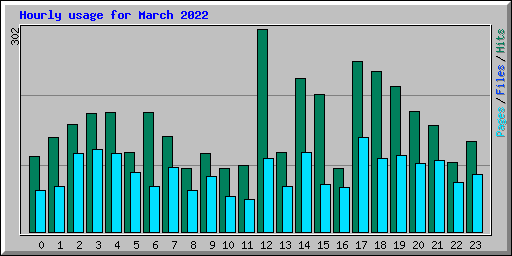 Hourly usage for March 2022
302
Pages / Files / Hits
0 1 2 3 4 5 6 7 8 9 10 11 12 13 14 15 16 17 18 19 20 21 22 23